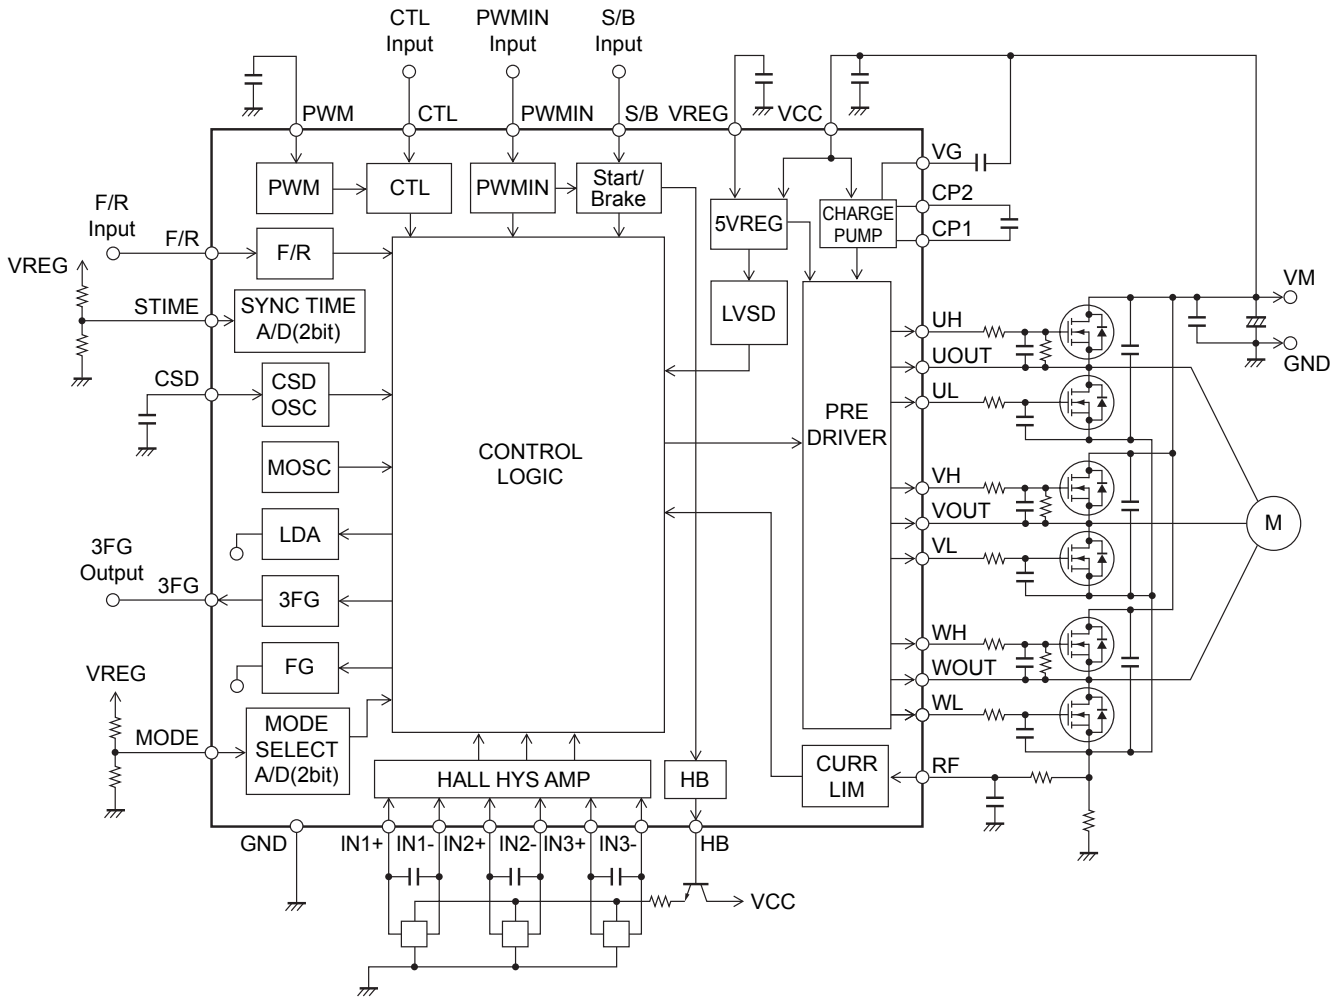 CTL
Input
PWMIN
Input
S/B
Input
PWM
CTL
PWMIN
S/B
VREG
VCC
VG
CP2
CP1
PWM
CTL
PWMIN
Start/
Brake
5VREG
CHARGE
PUMP
F/R
Input
F/R
F/R
VREG
STIME
SYNC TIME
A/D(2bit)
LVSD
VM
GND
UH
UOUT
UL
CSD
CSD
OSC
PRE
DRIVER
MOSC
CONTROL
LOGIC
VH
VOUT
VL
M
LDA
3FG
Output
3FG
3FG
FG
WH
WOUT
WL
VREG
MODE
MODE
SELECT
A/D(2bit)
HALL HYS AMP
HB
CURR
LIM
RF
GND
IN1+
IN1-
IN2+
IN2-
IN3+
IN3-
HB
VCC